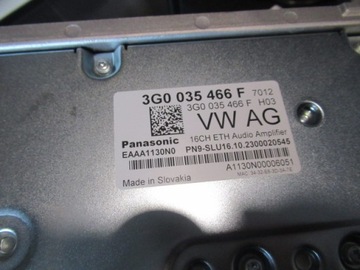 3G0 035 466 F 7012
3G0 035 466 F H03
VW AG
Panasonic 16CH ETH Audio Amplifier
EAAA1130N0 PN9-SLU16.10.2300020545
A1130N00006051
Made in Slovakia